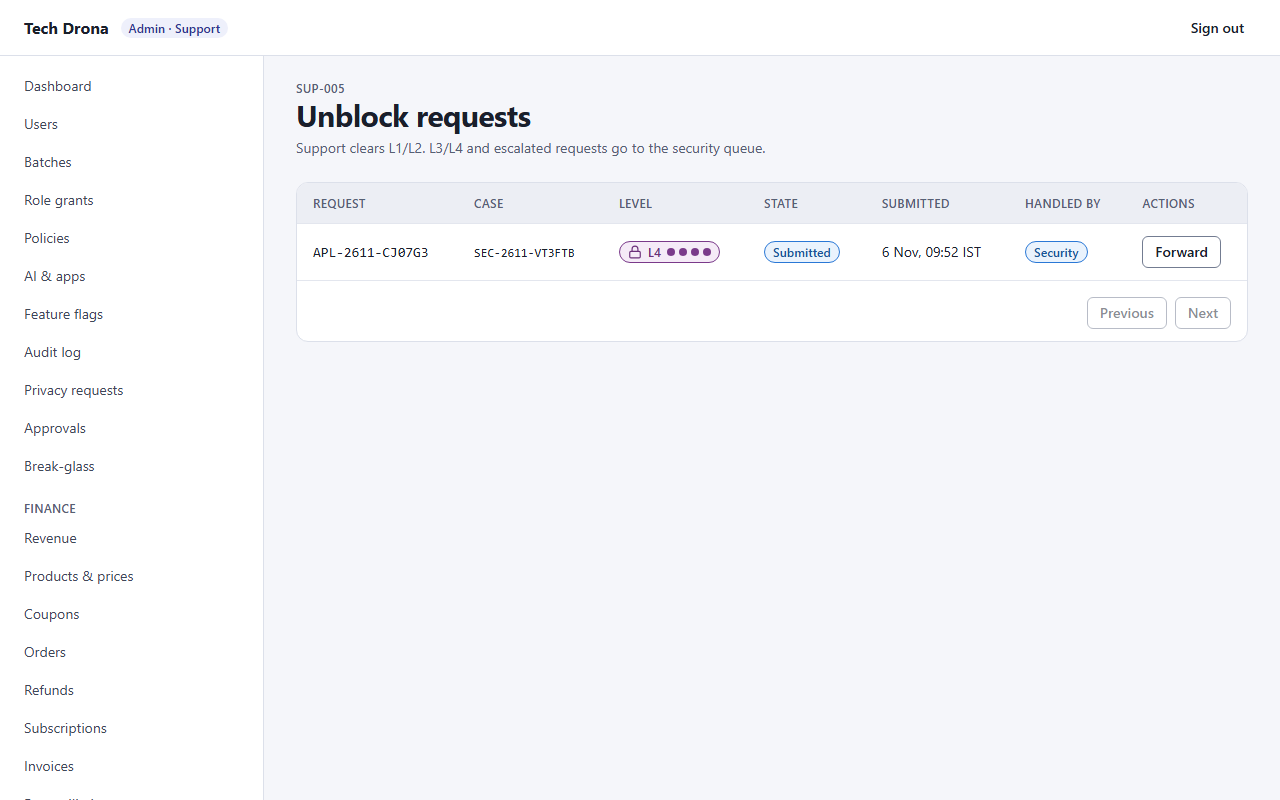 Tech Drona Admin · Support Sign out
Dashboard
Users
Batches
Role grants
Policies
AI & apps
Feature flags
Audit log
Privacy requests
Approvals
Break-glass
FINANCE
Revenue
Products & prices
Coupons
Orders
Refunds
Subscriptions
Invoices
SUP-005
Unblock requests
Support clears L1/L2. L3/L4 and escalated requests go to the security queue.
REQUEST CASE LEVEL STATE SUBMITTED HANDLED BY ACTIONS
APL-2611-CJ07G3 SEC-2611-VT3FTB L4 Submitted 6 Nov, 09:52 IST Security Forward
Previous Next